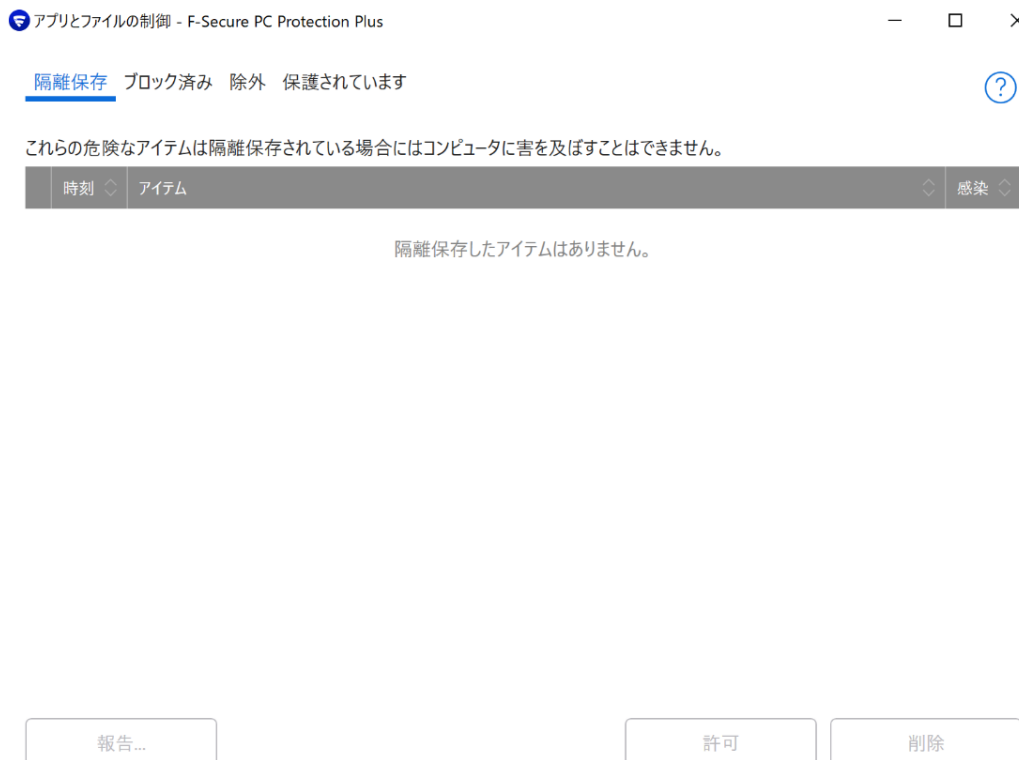 アプリとファイルの制御 - F-Secure PC Protection Plus
隔離保存 ブロック済み 除外 保護されています
?
これらの危険なアイテムは隔離保存されている場合にはコンピュータに害を及ぼすことはできません。
時刻 アイテム 感染
隔離保存したアイテムはありません。
報告... 許可 削除